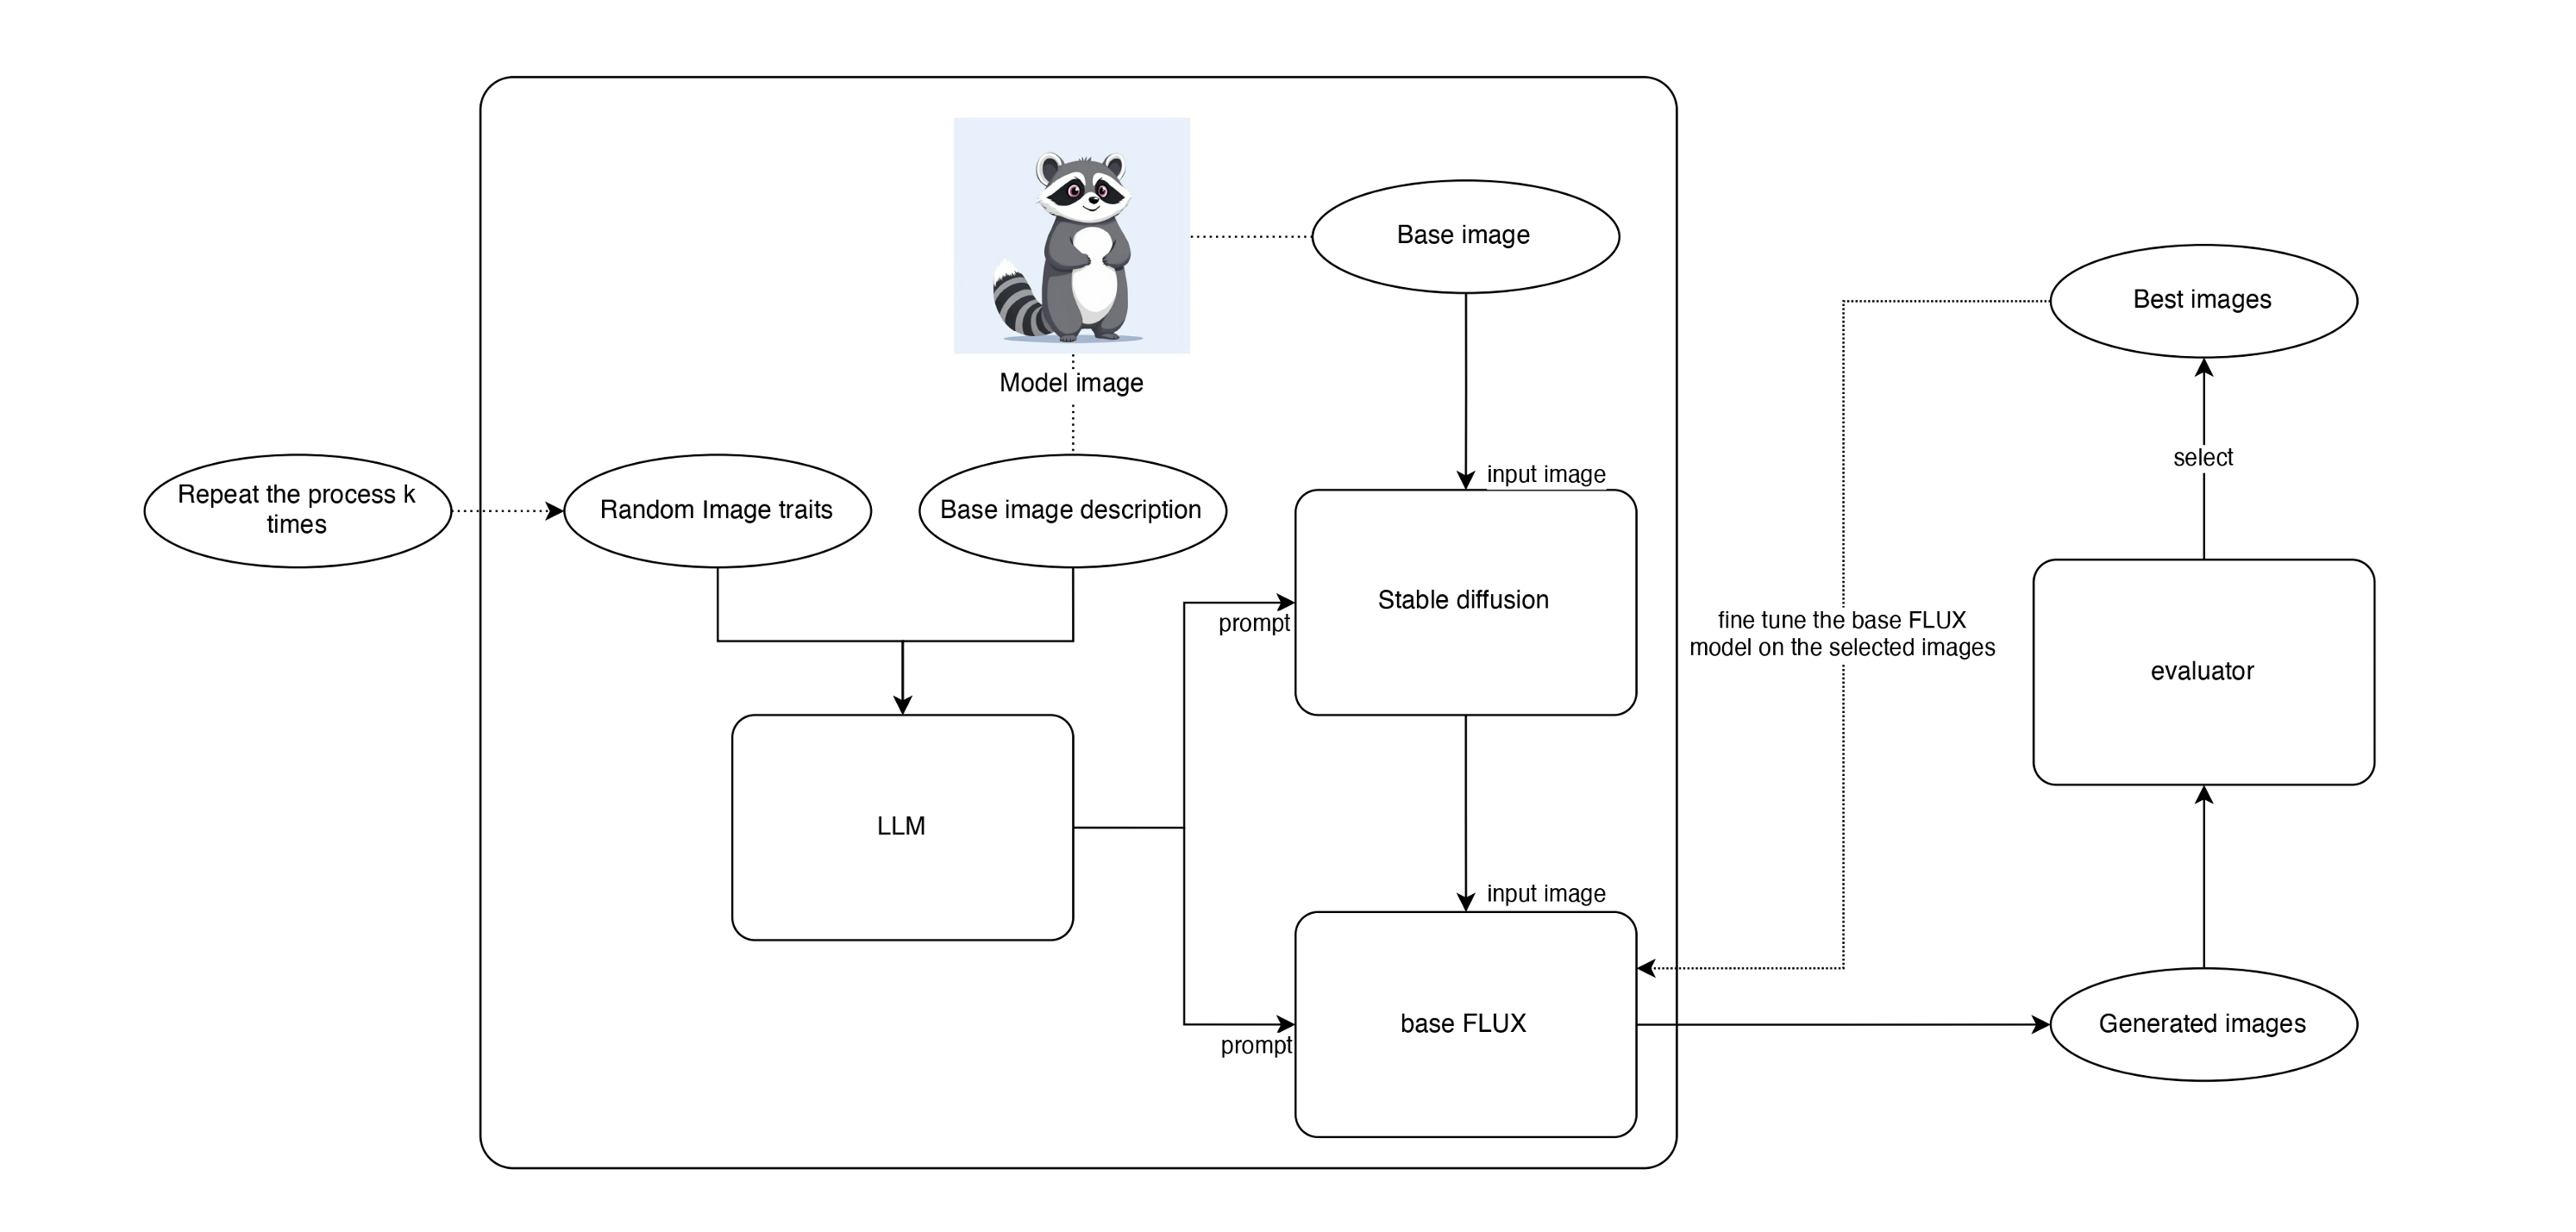 Base image
Best images
Model image
select
input image
Repeat the process k
times
Random Image traits
Base image description
Stable diffusion
prompt
fine tune the base FLUX
model on the selected images
evaluator
LLM
input image
base FLUX
prompt
Generated images